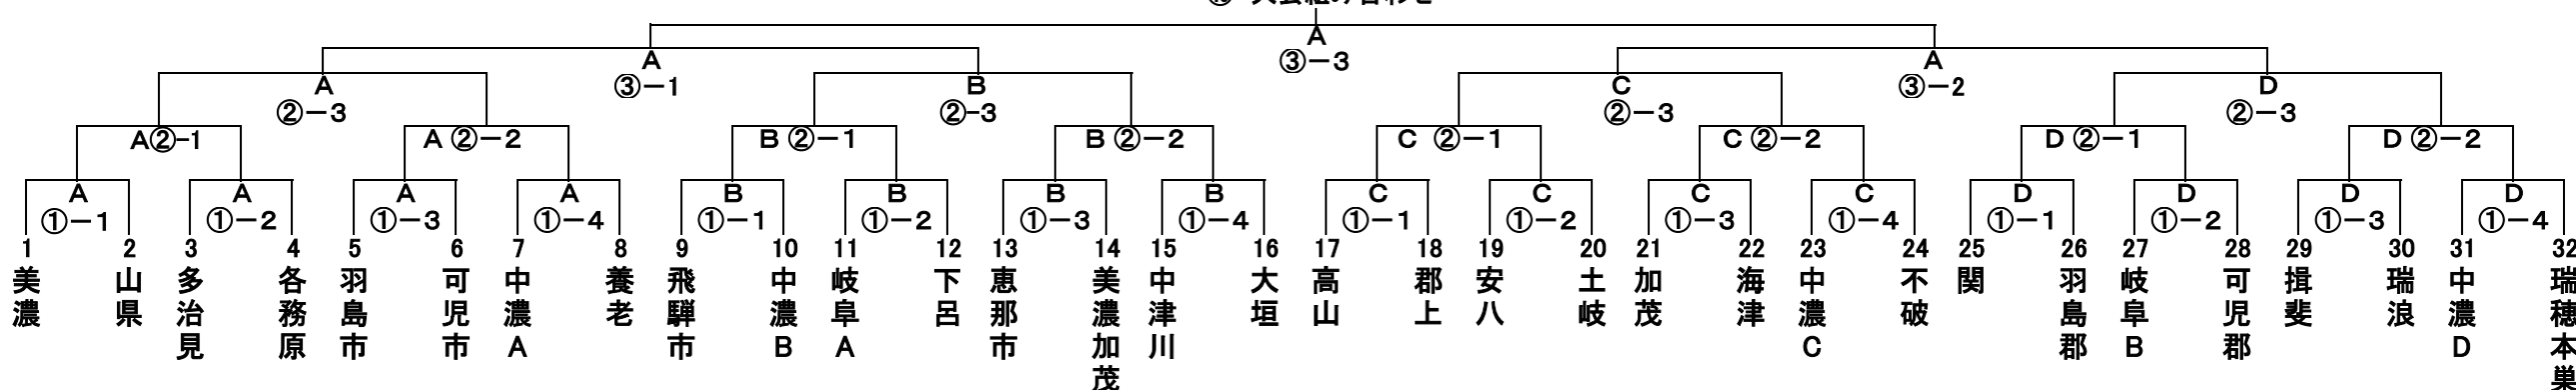 A
③－3
A
③－1
A
③－2
A
②－3
B
②-3
C
②－3
D
②－3
A②-1
A ②－2
B ②－1
B ②－2
C ②－1
C ②－2
D ②－1
D ②－2
A
①－1
A
①－2
A
①－3
A
①－4
B
①－1
B
①－2
B
①－3
B
①－4
C
①－1
C
①－2
C
①－3
C
①－4
D
①－1
D
①－2
D
①－3
D
①－4
1 美濃
2 山県
3 多治見
4 各務原
5 羽島市
6 可児市
7 中濃A
8 養老
9 飛騨市
10 中濃B
11 岐阜A
12 下呂
13 恵那市
14 美濃加茂
15 中津川
16 大垣
17 高山
18 郡上
19 安八
20 土岐
21 加茂
22 海津
23 中濃C
24 不破
25 関
26 羽島郡
27 岐阜B
28 可児郡
29 揖斐
30 瑞浪
31 中濃D
32 瑞穂本巣